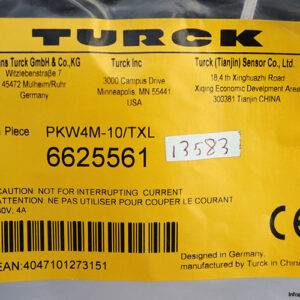 TURCK
ns Turck GmbH & Co.,KG
Witzlebenstraße 7
45472 Mulheim/Ruhr
Germany
Turck Inc
3000 Campus Drive
Minneapolis, MN 55441
USA
Turck (Tianjin) Sensor Co., Ltd.
18,4 th Xinghuazhi Road
Xiqing Economic Development Area
300381 Tianjin CHINA
Piece PKW4M-10/TXL
6625561
13583
CAUTION: NOT FOR INTERRUPTING CURRENT
ATTENTION: NE PAS UTILISER POUR COUPER LE COURANT
0V, 4A
CE
EAN:4047101273151
Designed in Germany,
manufactured by Turck in China